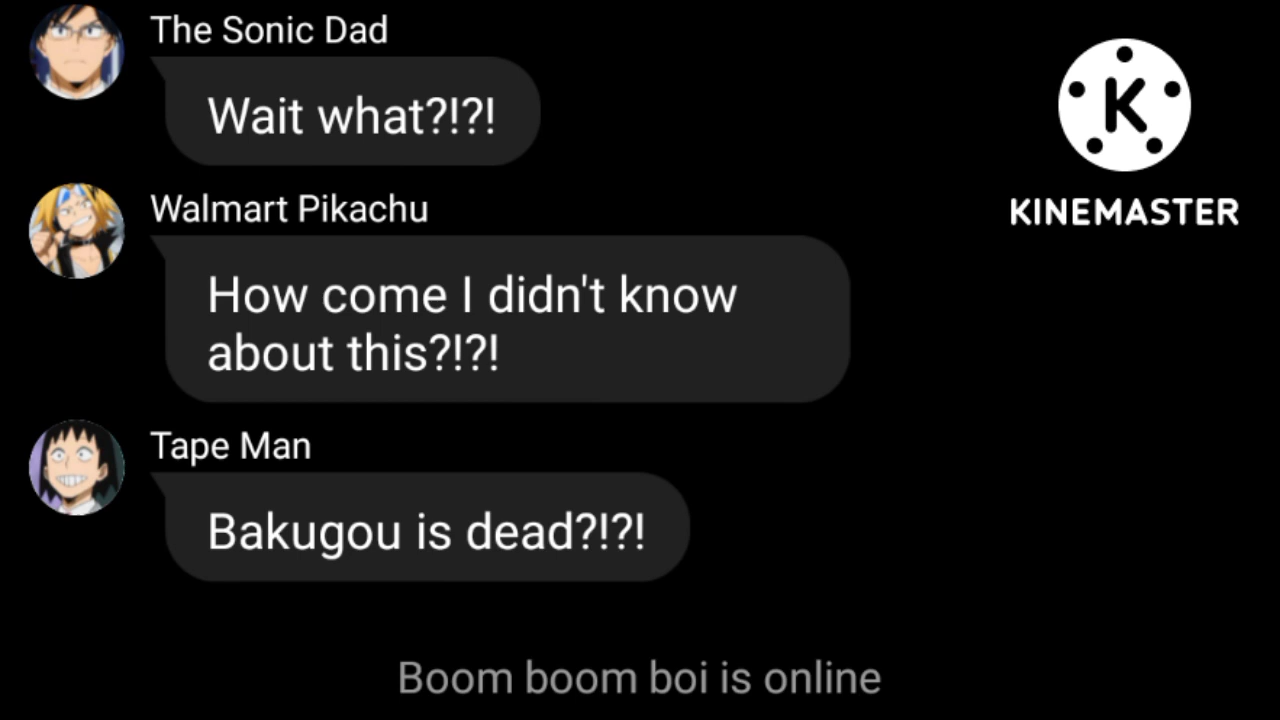 The Sonic Dad
Wait what?!?!
Walmart Pikachu
How come I didn't know
about this?!?!
Tape Man
Bakugou is dead?!?!
Boom boom boi is online
K
KINEMASTER